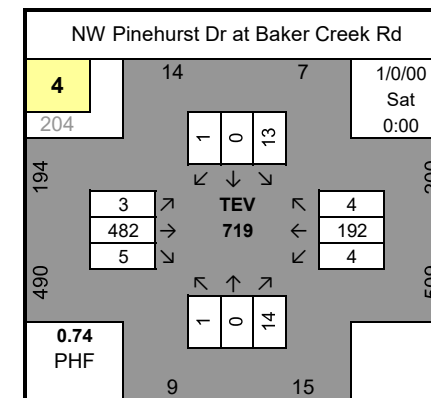 NW Pinehurst Dr at Baker Creek Rd
4
204
14
7
1/0/00
Sat
0:00
1 0 13
↙ ↓ ↘
194
3 ↗
482 →
5 ↘
490
TEV
719
↖ 4
← 192
↙ 4
↖ ↑ ↗
1 0 14
0.74
PHF
9
15